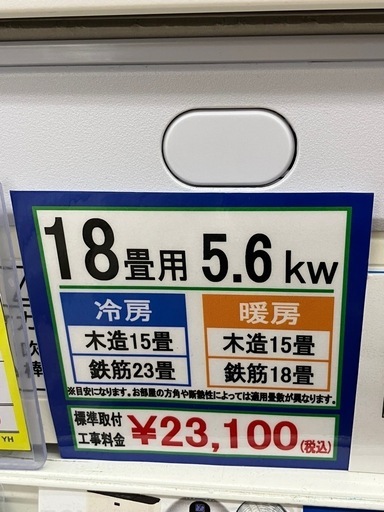 18畳用 5.6kw
冷房
木造15畳
鉄筋23畳
暖房
木造15畳
鉄筋18畳
※目安になります。お部屋の方角や断熱性によっては適用畳数が異なります。
標準取付
工事料金 ¥23,100(税込)
YH